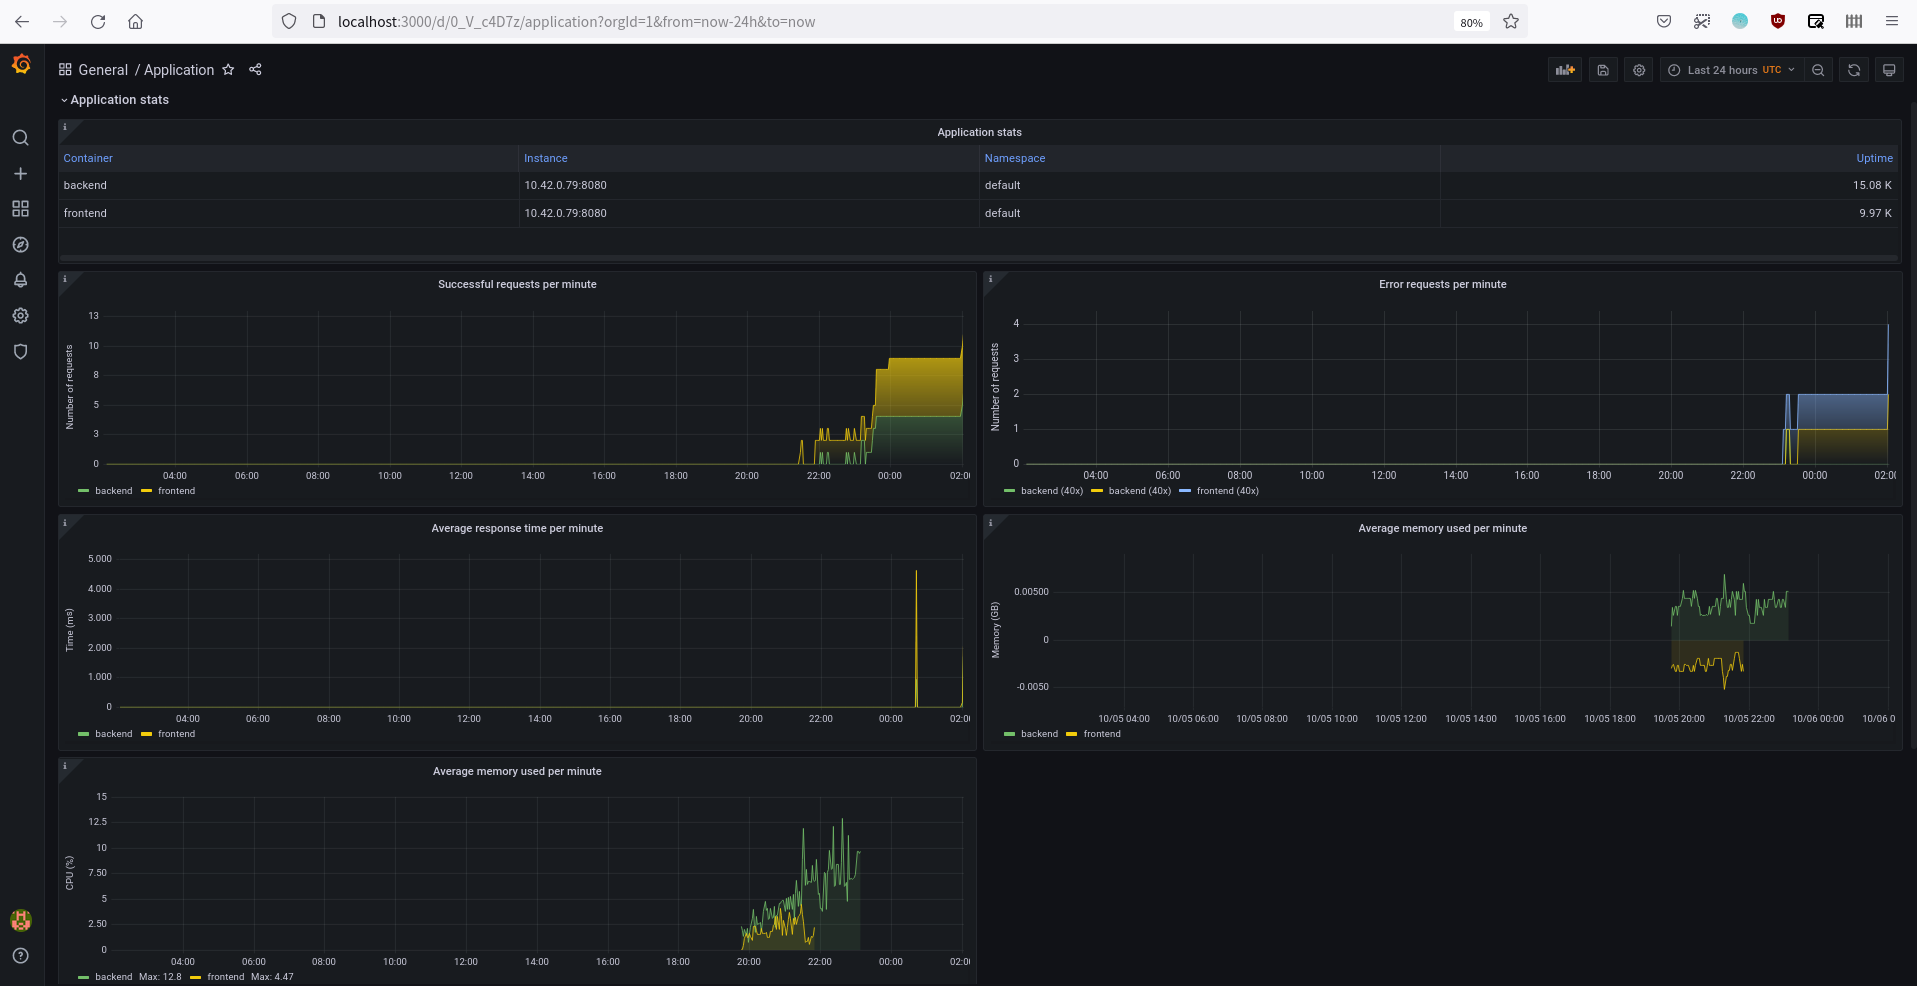 localhost:3000/d/0_V_c4D7z/application?orgId=1&from=now-24h&to=now 80%
General / Application Last 24 hours UTC
Application stats
Application stats
Container Instance Namespace Uptime
backend 10.42.0.79:8080 default 15.08 K
frontend 10.42.0.79:8080 default 9.97 K
Successful requests per minute
Number of requests
13
10
8
5
3
0
04:00 06:00 08:00 10:00 12:00 14:00 16:00 18:00 20:00 22:00 00:00 02:0
backend frontend
Error requests per minute
Number of requests
4
3
2
1
0
04:00 06:00 08:00 10:00 12:00 14:00 16:00 18:00 20:00 22:00 00:00 02:00
backend (40x) backend (40x) frontend (40x)
Average response time per minute
Time (ms)
5.000
4.000
3.000
2.000
1.000
0
04:00 06:00 08:00 10:00 12:00 14:00 16:00 18:00 20:00 22:00 00:00 02:0
backend frontend
Average memory used per minute
Memory (GB)
0.00500
0
-0.0050
10/05 04:00 10/05 06:00 10/05 08:00 10/05 10:00 10/05 12:00 10/05 14:00 10/05 16:00 10/05 18:00 10/05 20:00 10/05 22:00 10/06 00:00 10/06 0
backend frontend
Average memory used per minute
CPU (%)
15
12.5
10
7.50
5
2.50
0
04:00 06:00 08:00 10:00 12:00 14:00 16:00 18:00 20:00 22:00 00:00 02:0
backend Max: 12.8 frontend Max: 4.47